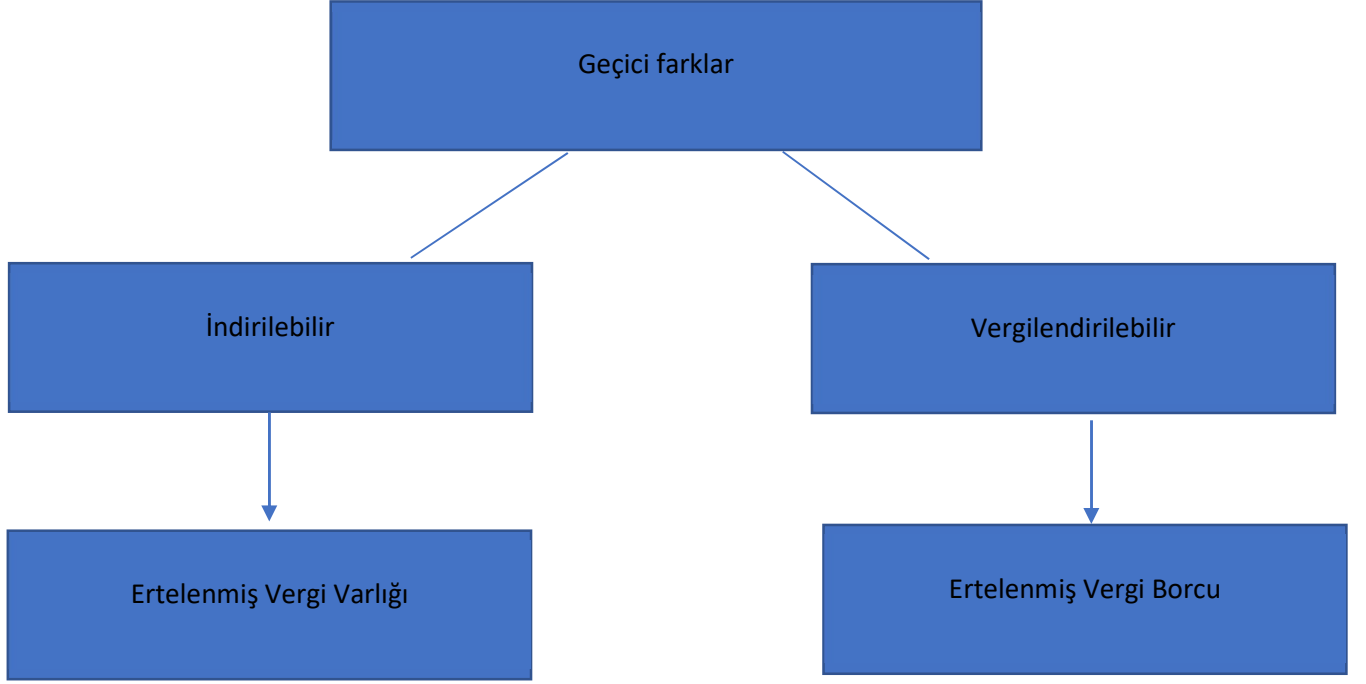 Geçici farklar
İndirilebilir
Vergilendirilebilir
Ertelenmiş Vergi Varlığı
Ertelenmiş Vergi Borcu